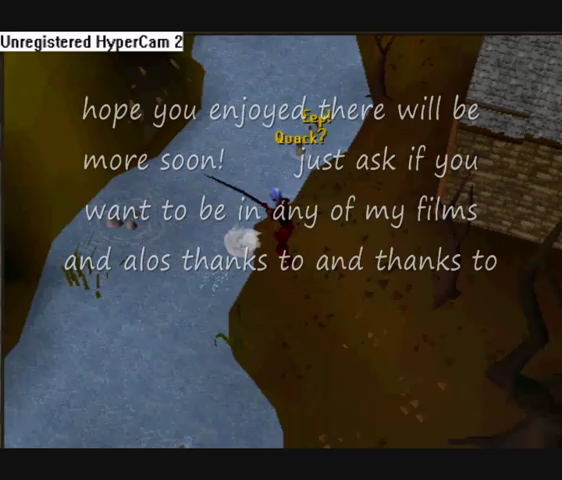 Unregistered HyperCam 2
hope you enjoyed there will be
Eep!
Quack?
more soon! just ask if you
want to be in any of my films
and alos thanks to and thanks to